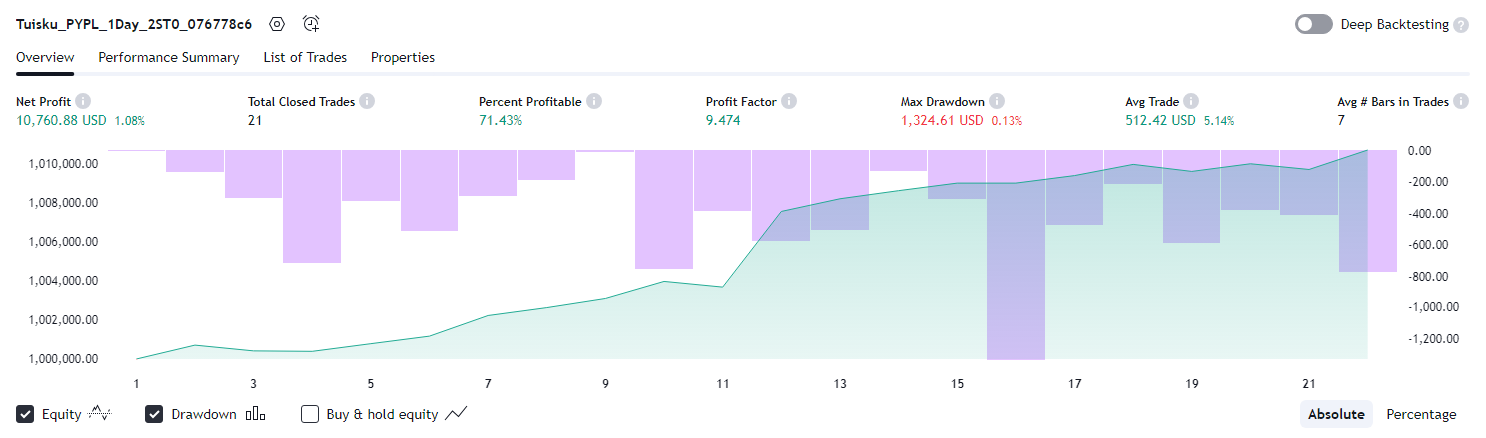 Tuisku_PYPL_1Day_2ST0_076778c6
Deep Backtesting ?
Overview Performance Summary List of Trades Properties
Net Profit i Total Closed Trades i Percent Profitable i Profit Factor i Max Drawdown i Avg Trade i Avg # Bars in Trades i
10,760.88 USD 1.08% 21 71.43% 9.474 1,324.61 USD 0.13% 512.42 USD 5.14% 7
1,010,000.00
1,008,000.00
1,006,000.00
1,004,000.00
1,002,000.00
1,000,000.00
0.00
-200.00
-400.00
-600.00
-800.00
-1,000.00
-1,200.00
1 3 5 7 9 11 13 15 17 19 21
Equity Drawdown Buy & hold equity Absolute Percentage